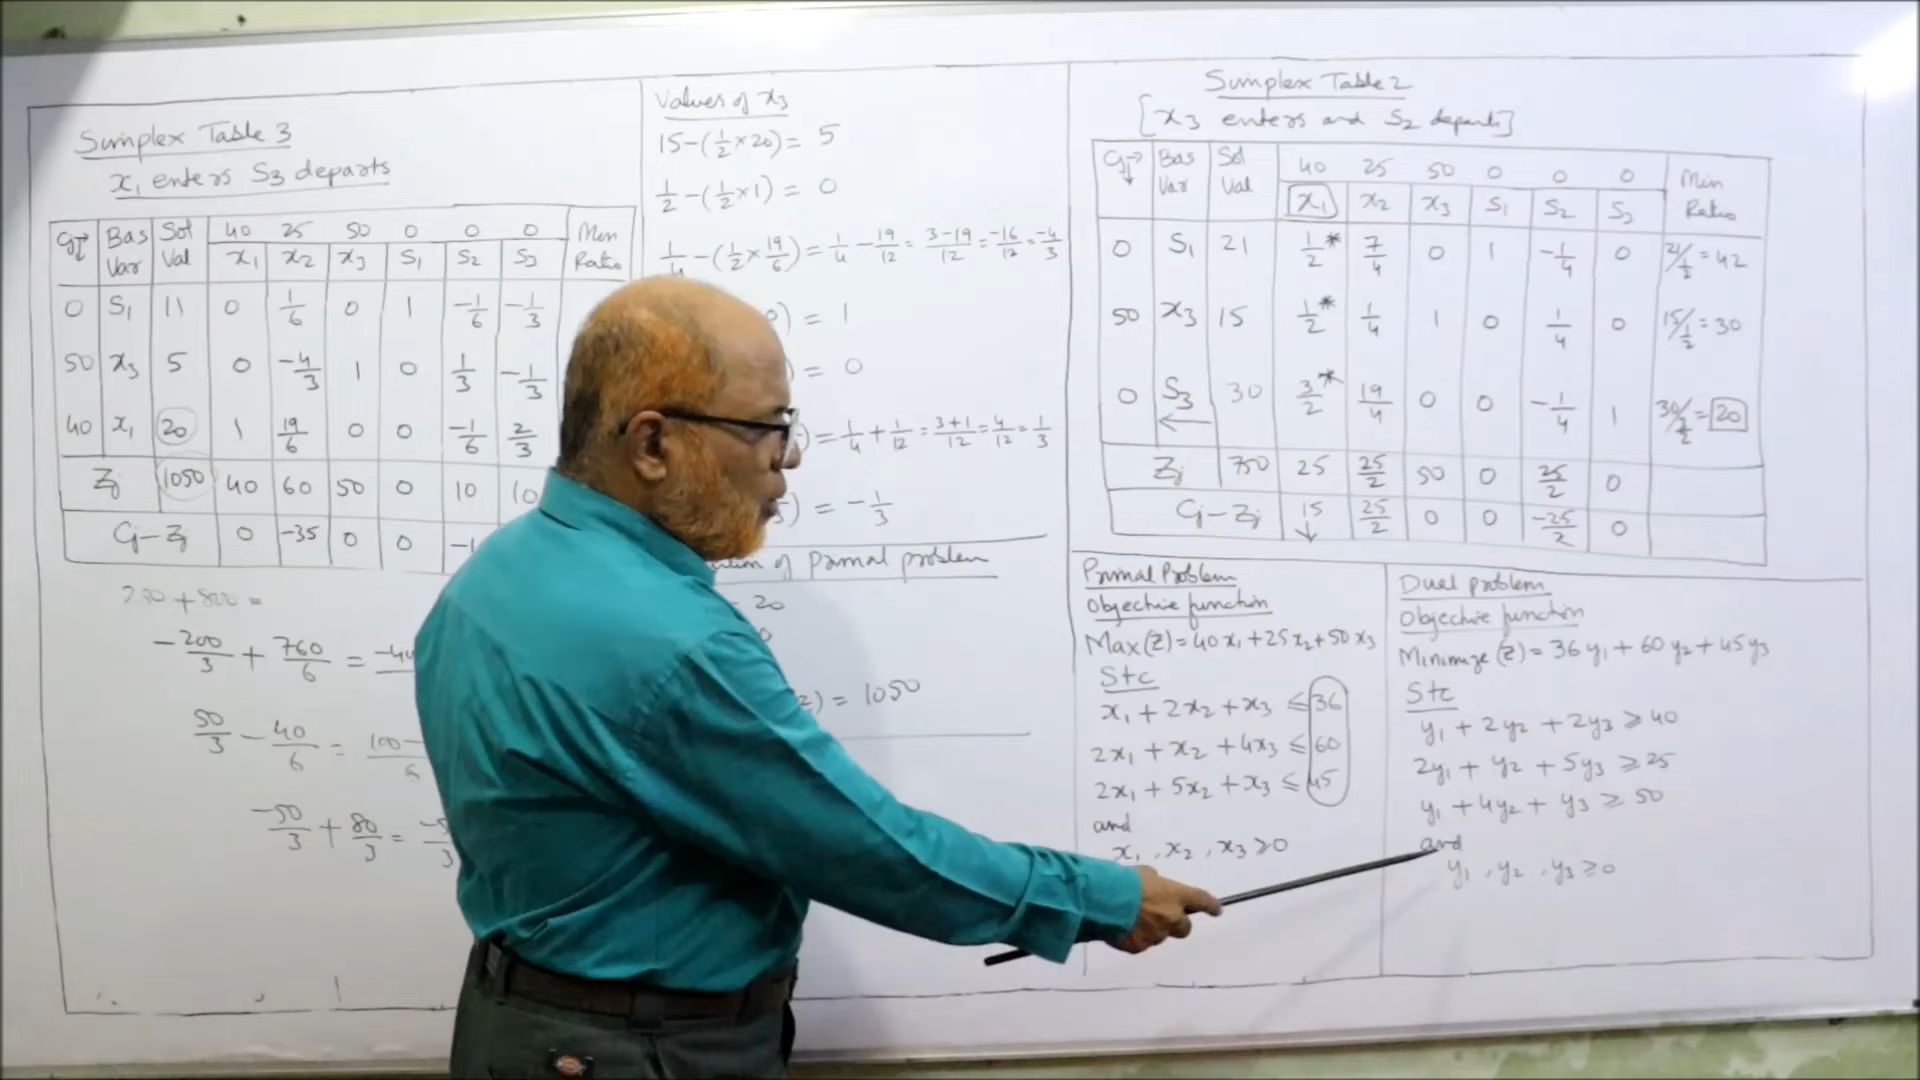 Simplex Table 3
x₁ enters S₃ departs
Cj→↓ Bas Var Sol Val 40 25 50 0 0 0 Min Ratio
x₁ x₂ x₃ S₁ S₂ S₃
0 S₁ 11 0 1/6 0 1 -1/6 -1/3
50 x₃ 5 0 -4/3 1 0 1/3 -1/3
40 x₁ 20 1 19/6 0 0 -1/6 2/3
Zj 1050 40 60 50 0 10 10
Cj-Zj 0 -35 0 0
-200/3 + 760/6 =
50/3 - 40/6 =
-50/3 + 80/3 =
Values of x₃
15-(1/2×20)= 5
1/2-(1/2×1) = 0
1/4-(1/2×19/6)=1/4-19/12=3-19/12=-16/12=-4/3
) = 1
) = 0
)=1/4+1/12=3+1/12=4/12=1/3
) = -1/3
of Primal problem
20
) = 1050
Simplex Table 2
[x₃ enters and S₂ departs]
Cj→↓ Bas Var Sol Val 40 25 50 0 0 0 Min Ratio
x₁ x₂ x₃ S₁ S₂ S₃
0 S₁ 21 1/2* 7/4 0 1 -1/4 0 21/1/2=42
50 x₃ 15 1/2* 1/4 1 0 1/4 0 15/1/2=30
0 S₃ 30 3/2* 19/4 0 0 -1/4 1 30/3/2=20
Zj 750 25 25/2 50 0 25/2 0
Cj-Zj 15 25/2 0 0 -25/2 0
Primal Problem
Objective function
Max(Z)=40x₁+25x₂+50x₃
Stc
x₁+2x₂+x₃ ≤36
2x₁+x₂+4x₃≤60
2x₁+5x₂+x₃≤45
and
x₁,x₂,x₃≥0
Dual problem
Objective function
Minimize(Z)=36y₁+60y₂+45y₃
Stc
y₁+2y₂+2y₃≥40
2y₁+y₂+5y₃≥25
y₁+4y₂+y₃≥50
and
y₁,y₂,y₃≥0